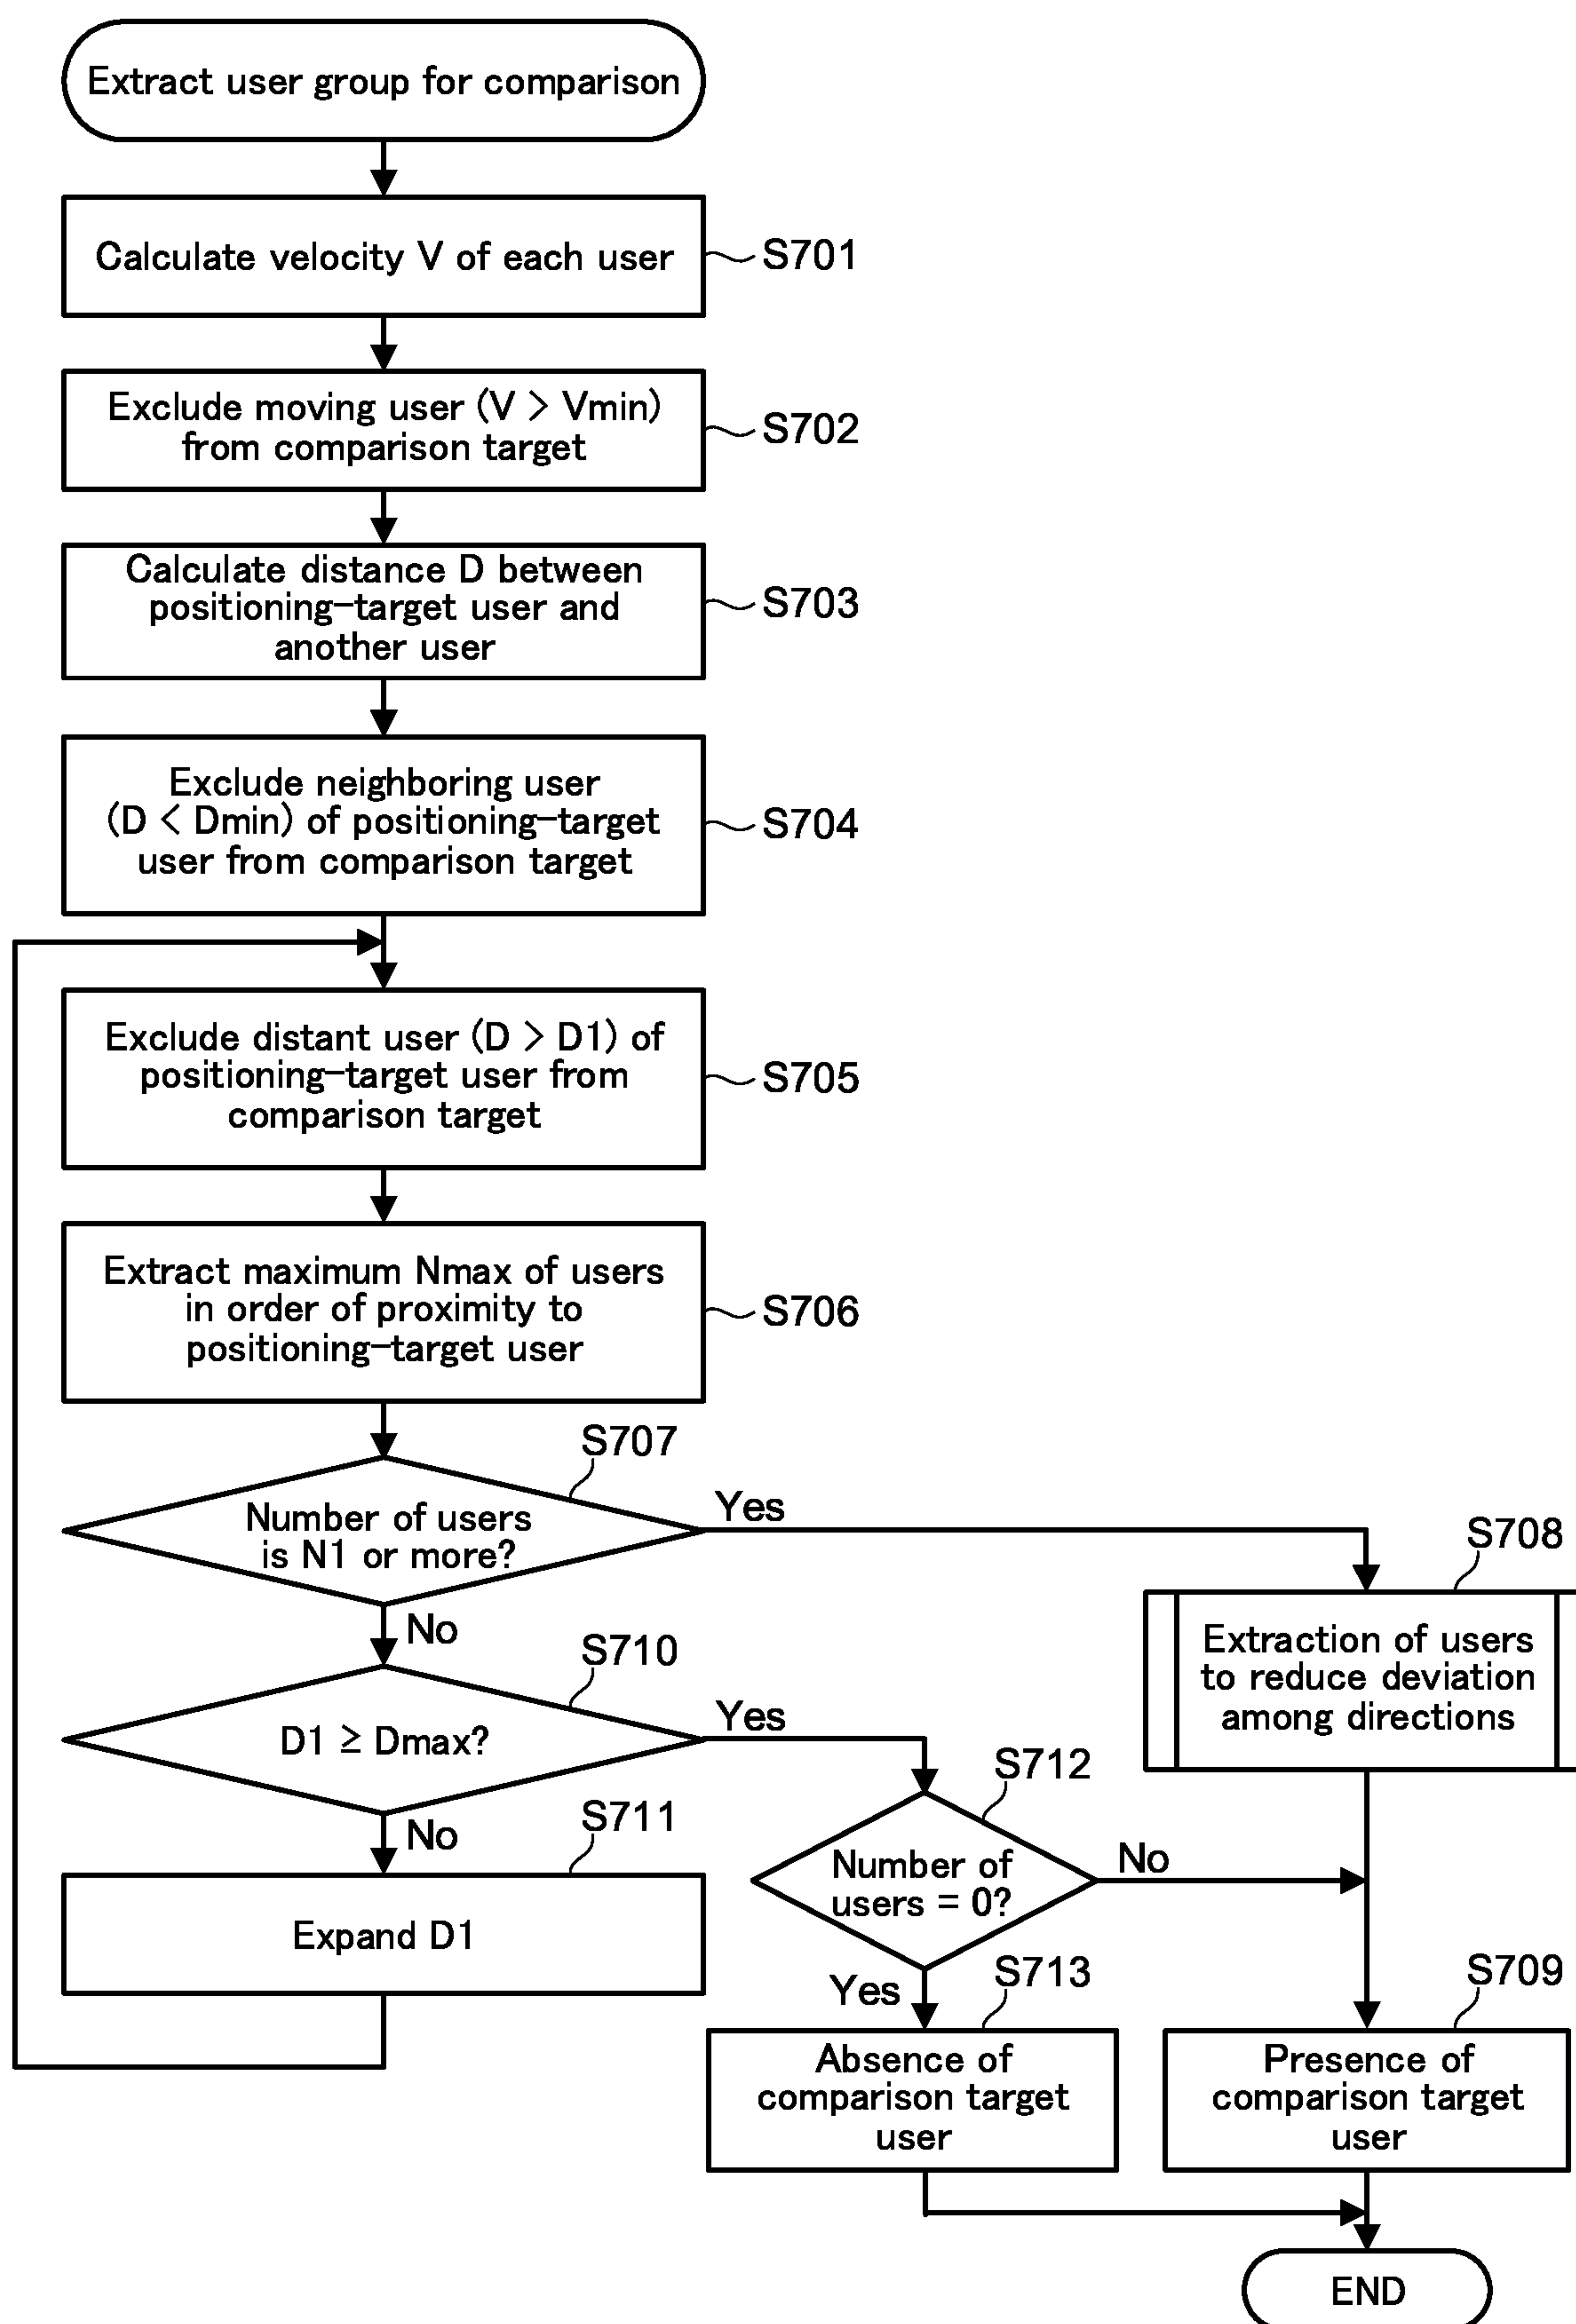 Extract user group for comparison
Calculate velocity V of each user
S701
Exclude moving user (V > Vmin)
from comparison target
S702
Calculate distance D between
positioning-target user and
another user
S703
Exclude neighboring user
(D < Dmin) of positioning-target
user from comparison target
S704
Exclude distant user (D > D1) of
positioning-target user from
comparison target
S705
Extract maximum Nmax of users
in order of proximity to
positioning-target user
S706
S707
Number of users
is N1 or more?
Yes
No
S708
Extraction of users
to reduce deviation
among directions
S710
D1 ≥ Dmax?
Yes
No
S711
Expand D1
S712
Number of
users = 0?
No
Yes
S713
Absence of
comparison target
user
S709
Presence of
comparison target
user
END